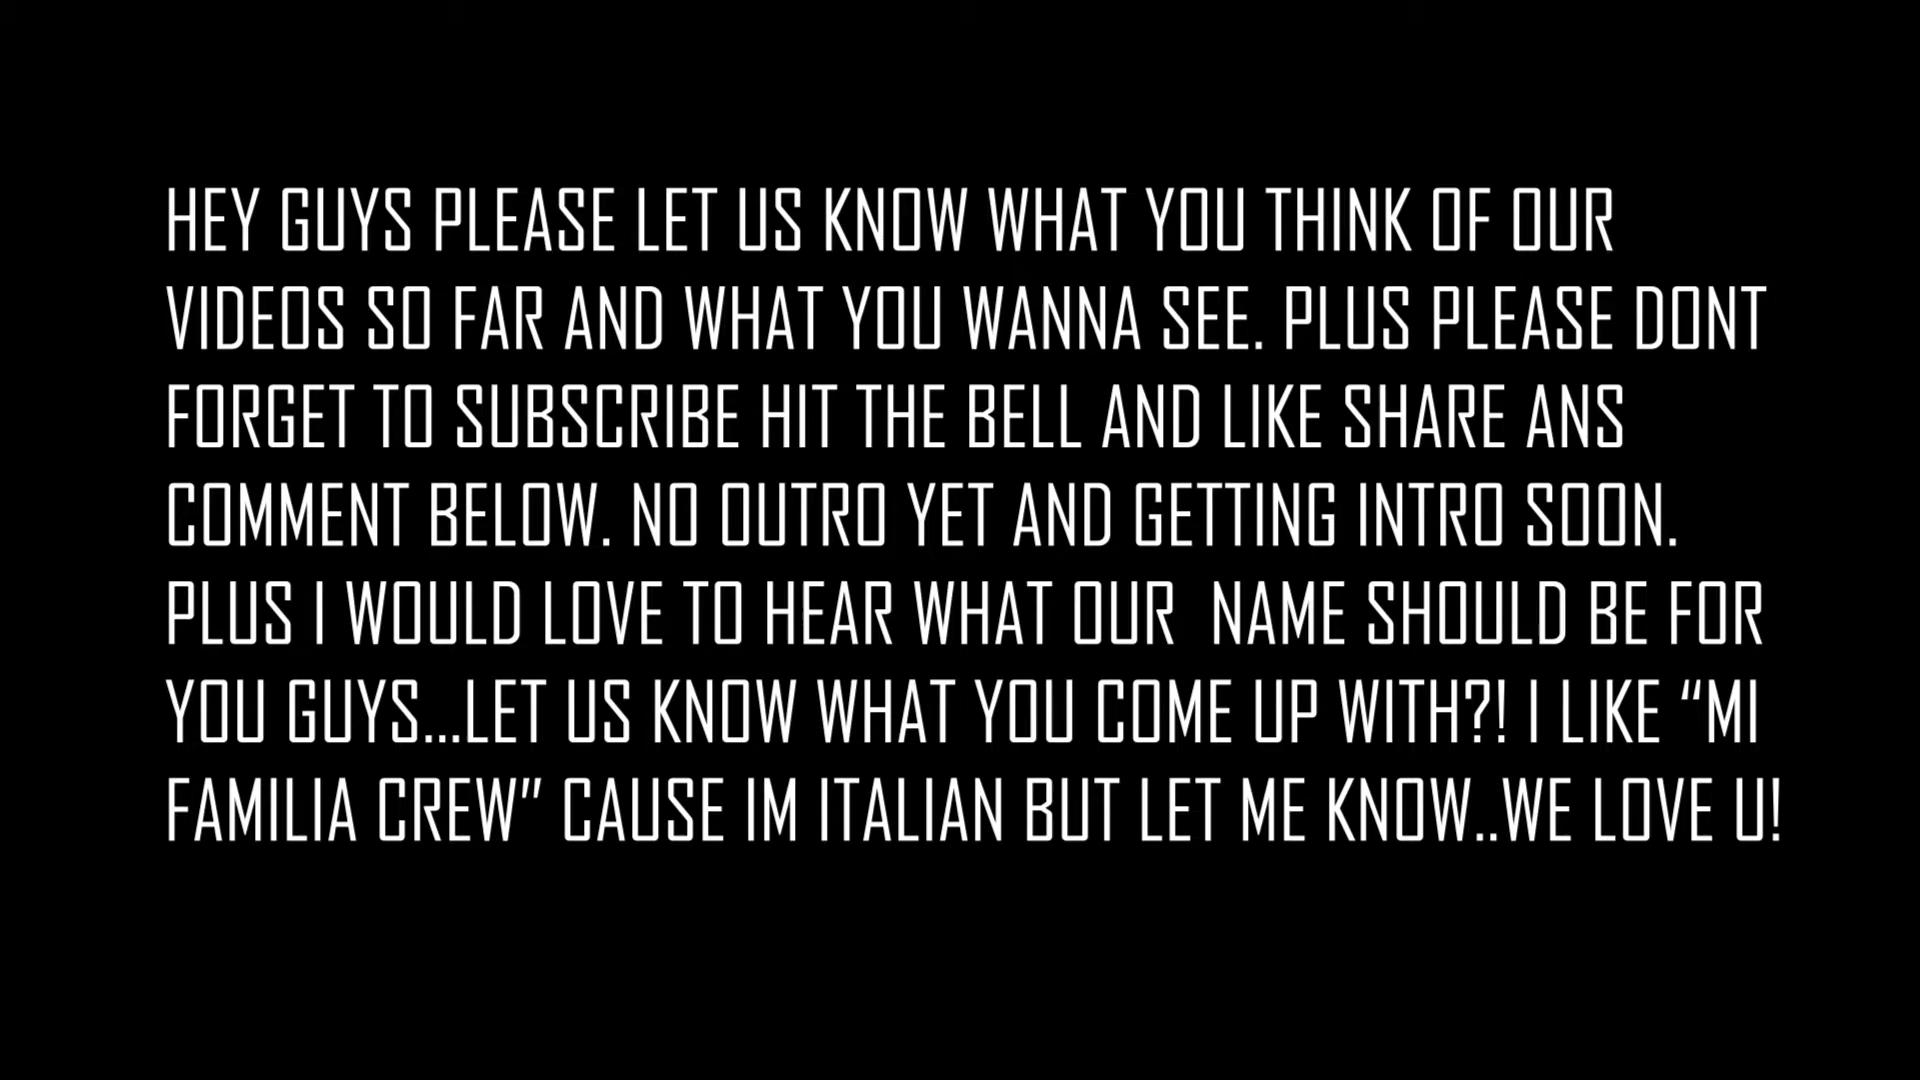 HEY GUYS PLEASE LET US KNOW WHAT YOU THINK OF OUR
VIDEOS SO FAR AND WHAT YOU WANNA SEE. PLUS PLEASE DONT
FORGET TO SUBSCRIBE HIT THE BELL AND LIKE SHARE ANS
COMMENT BELOW. NO OUTRO YET AND GETTING INTRO SOON.
PLUS I WOULD LOVE TO HEAR WHAT OUR  NAME SHOULD BE FOR
YOU GUYS...LET US KNOW WHAT YOU COME UP WITH?! I LIKE “MI
FAMILIA CREW” CAUSE IM ITALIAN BUT LET ME KNOW..WE LOVE U!